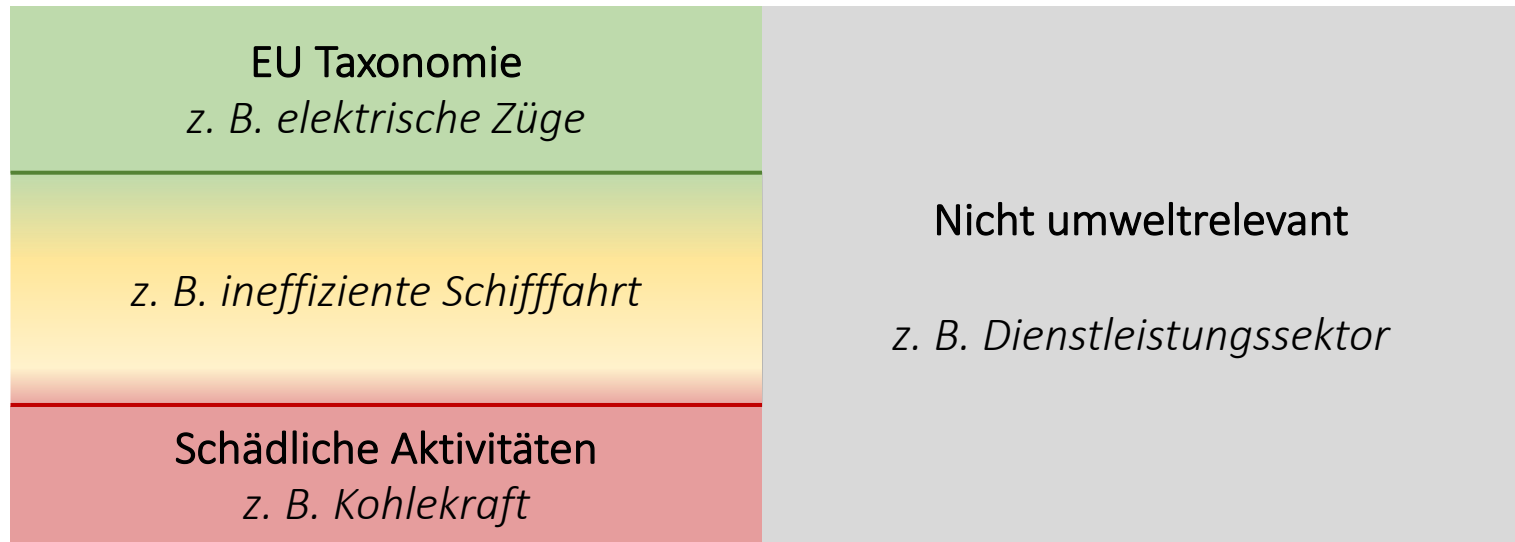 EU Taxonomie
z. B. elektrische Züge
z. B. ineffiziente Schifffahrt
Schädliche Aktivitäten
z. B. Kohlekraft
Nicht umweltrelevant
z. B. Dienstleistungssektor